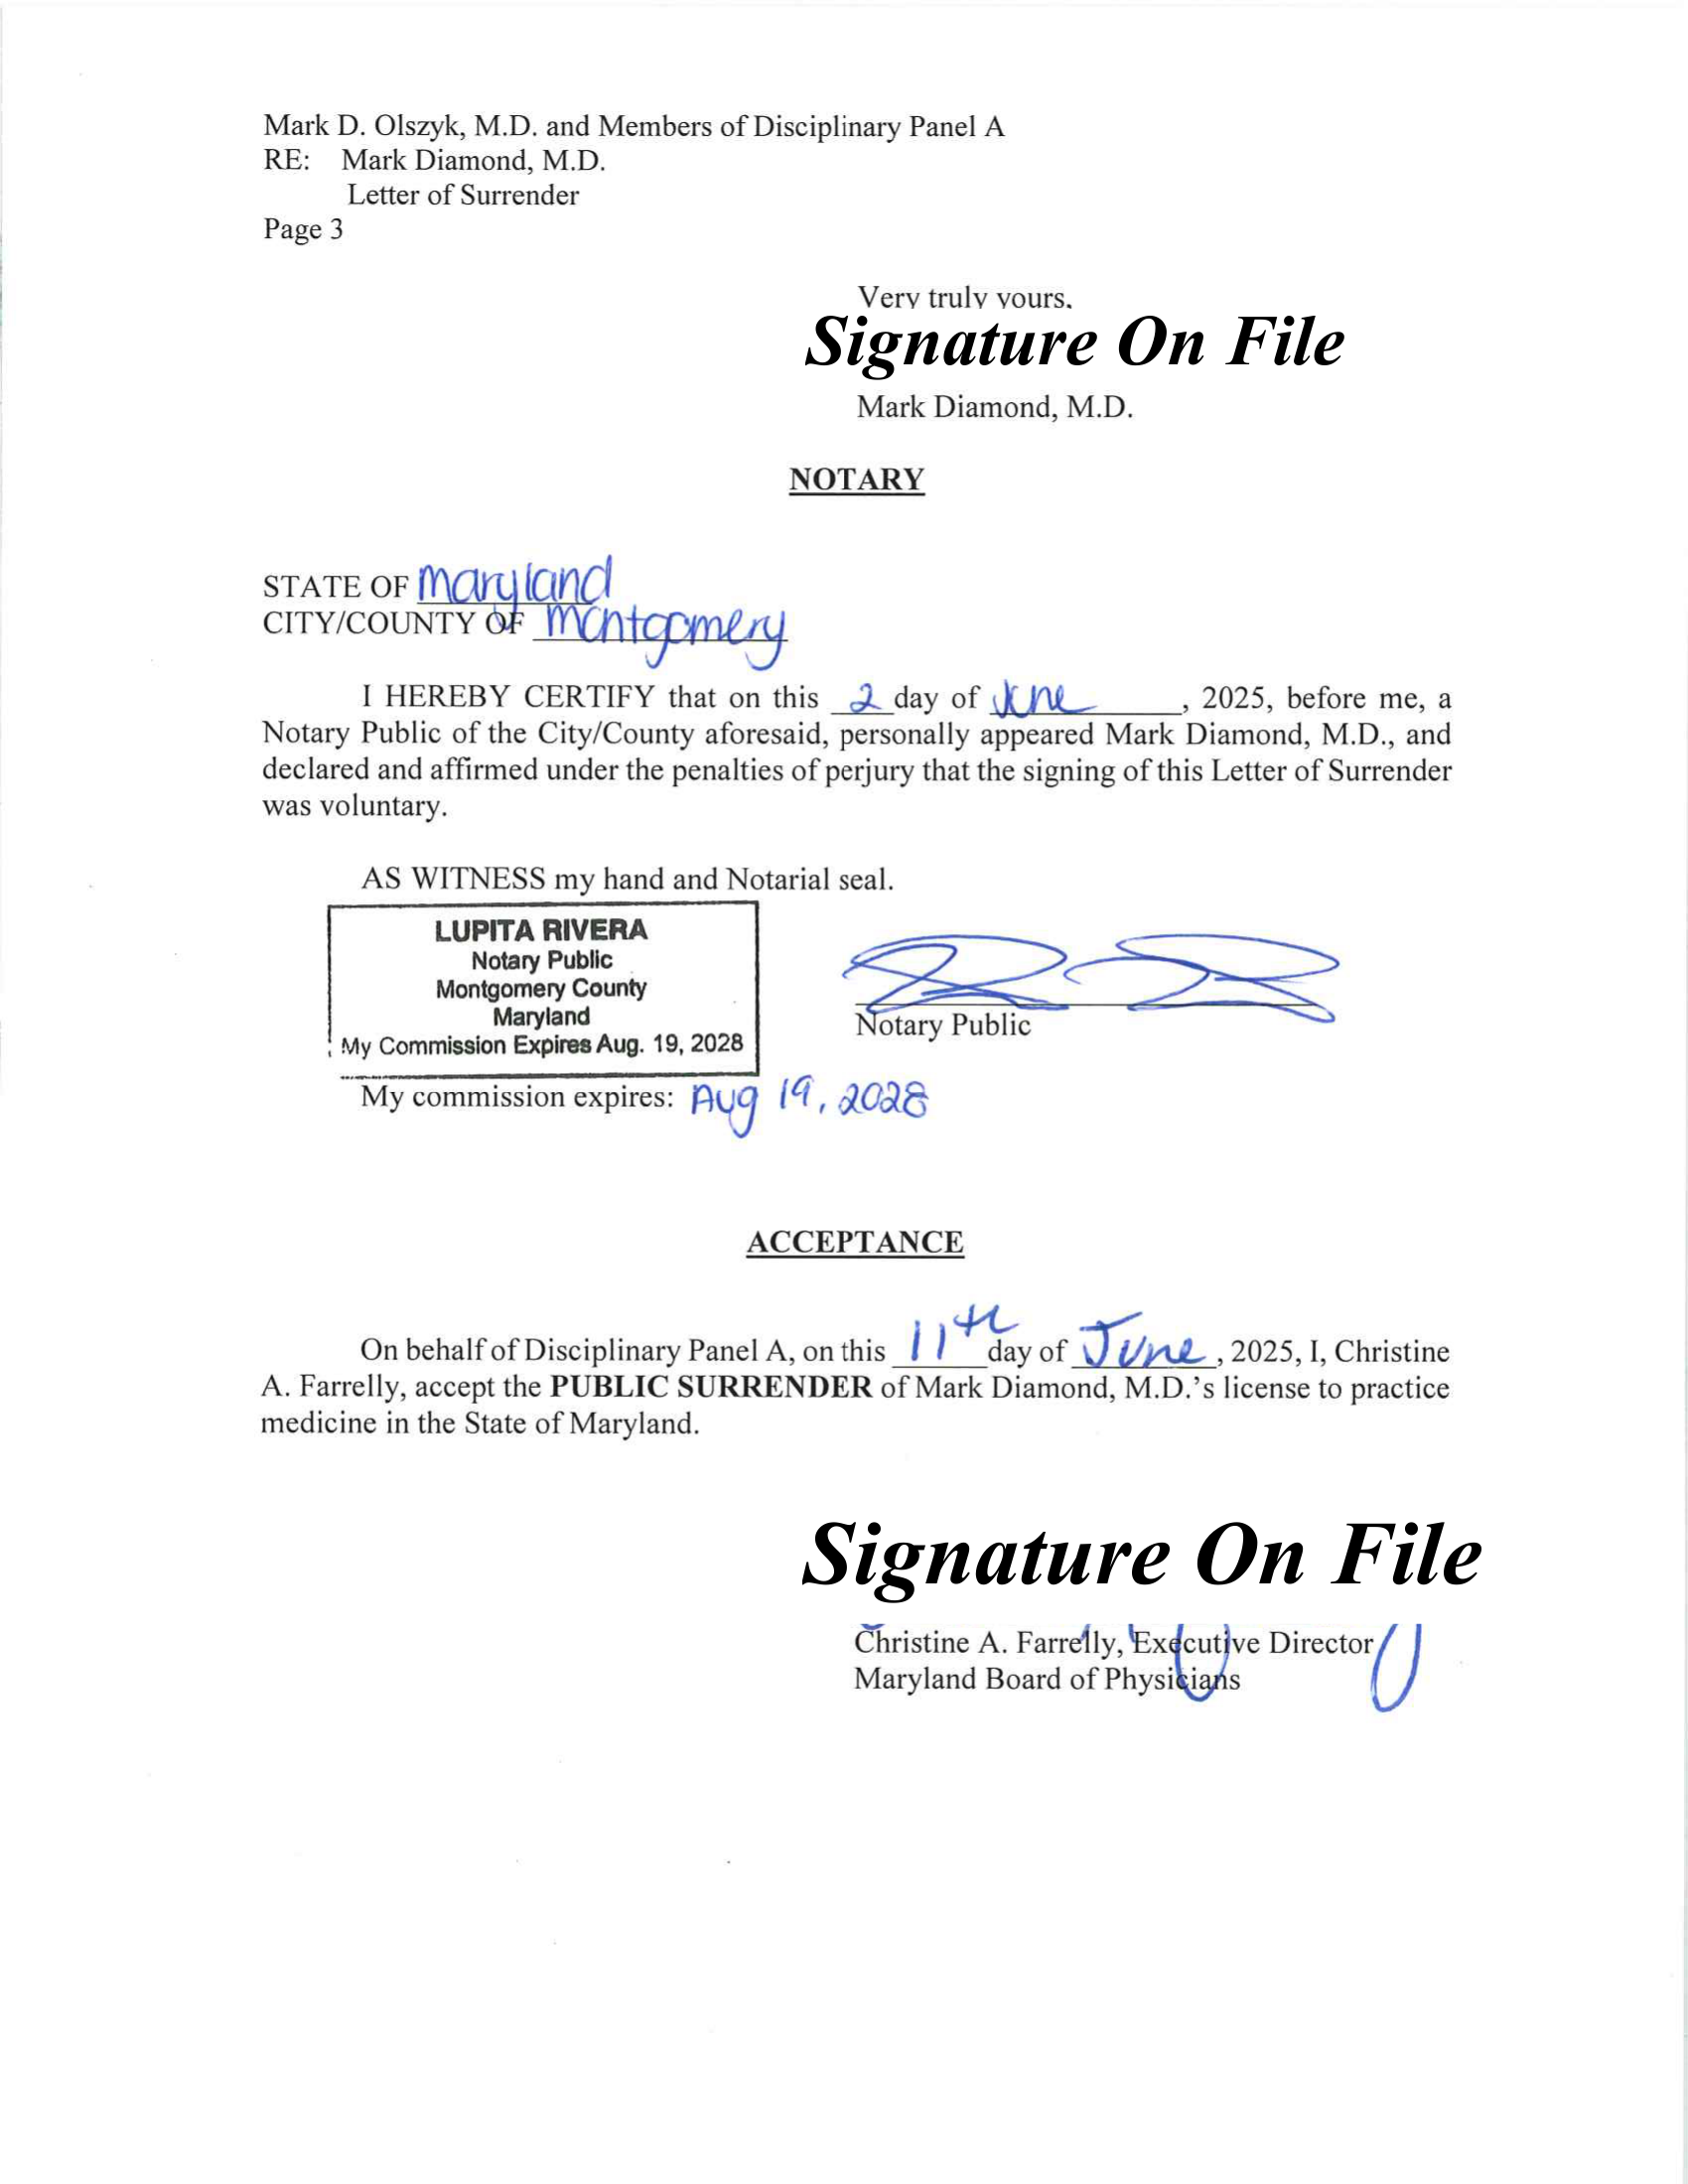 Mark D. Olszyk, M.D. and Members of Disciplinary Panel A
RE: Mark Diamond, M.D.
Letter of Surrender
Page 3
Very truly yours,
Signature On File
Mark Diamond, M.D.
NOTARY
STATE OF Maryland
CITY/COUNTY OF Montgomery
I HEREBY CERTIFY that on this 2 day of June, 2025, before me, a
Notary Public of the City/County aforesaid, personally appeared Mark Diamond, M.D., and
declared and affirmed under the penalties of perjury that the signing of this Letter of Surrender
was voluntary.
AS WITNESS my hand and Notarial seal.
LUPITA RIVERA
Notary Public
Montgomery County
Maryland
My Commission Expires Aug. 19, 2028
Notary Public
My commission expires: Aug 19, 2028
ACCEPTANCE
On behalf of Disciplinary Panel A, on this 11th day of June, 2025, I, Christine
A. Farrelly, accept the PUBLIC SURRENDER of Mark Diamond, M.D.'s license to practice
medicine in the State of Maryland.
Signature On File
Christine A. Farrelly, Executive Director
Maryland Board of Physicians